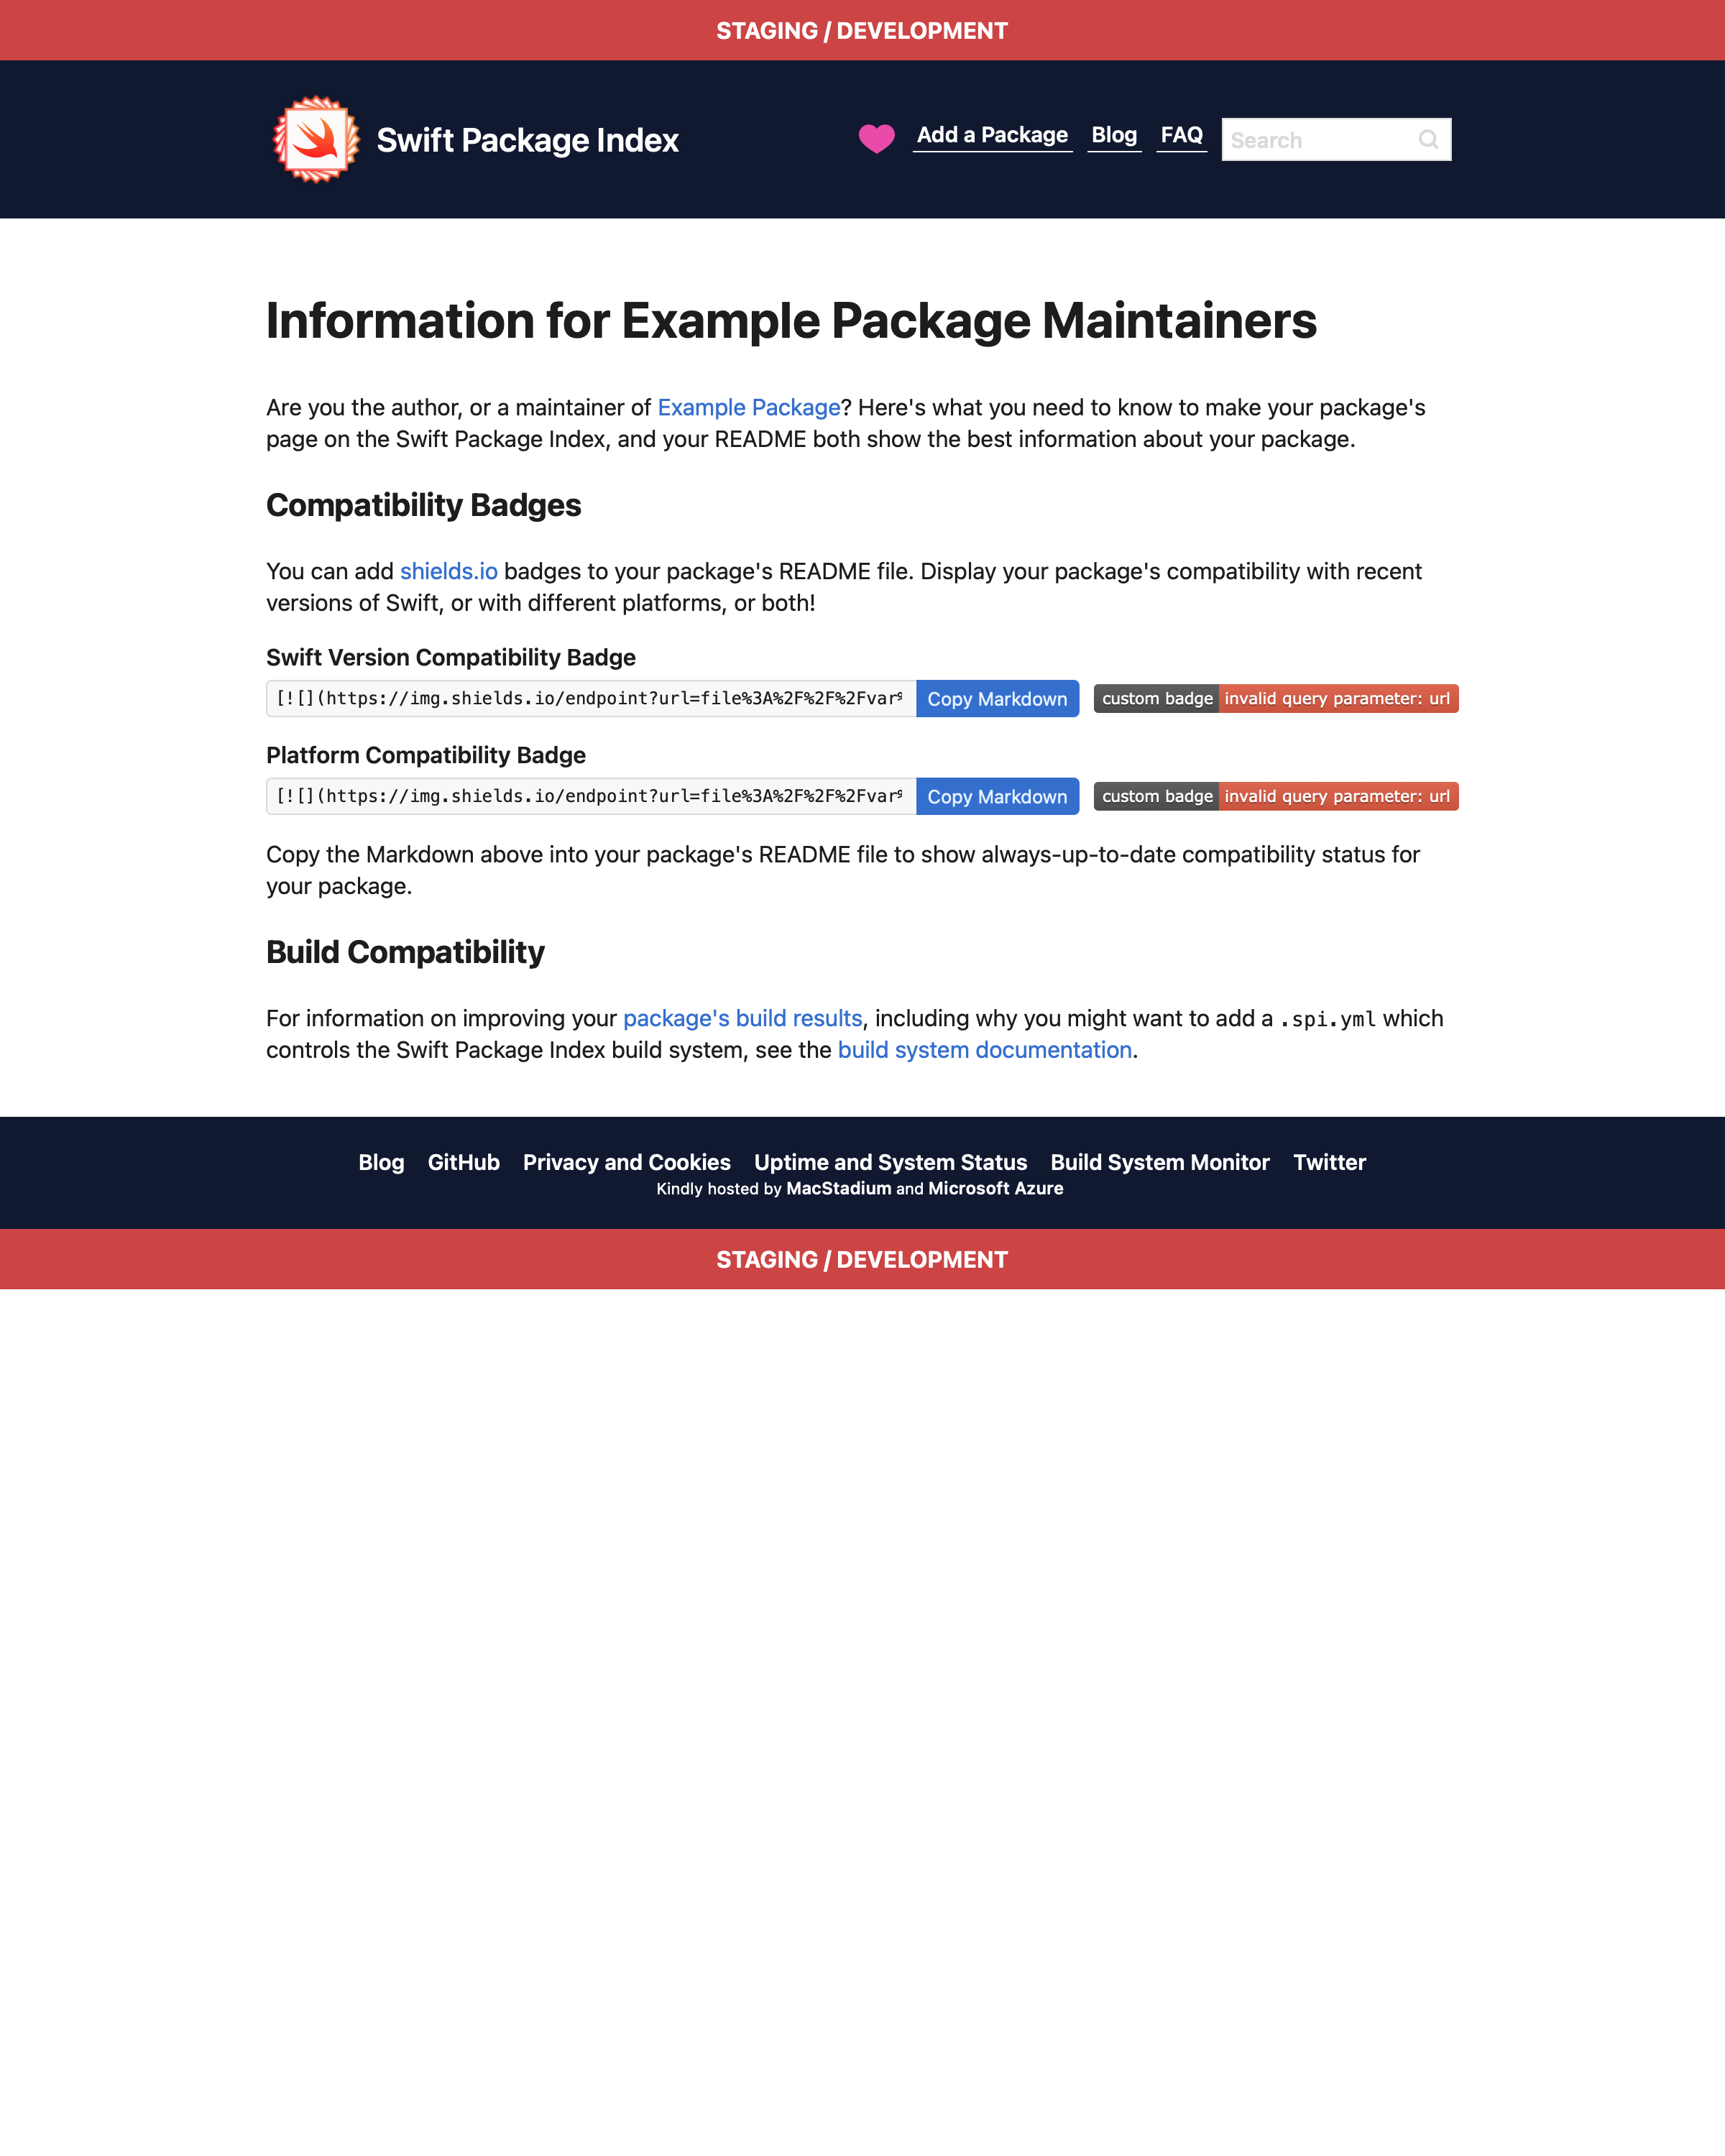 STAGING / DEVELOPMENT
Swift Package Index
Add a Package Blog FAQ Search
Information for Example Package Maintainers
Are you the author, or a maintainer of Example Package? Here's what you need to know to make your package's
page on the Swift Package Index, and your README both show the best information about your package.
Compatibility Badges
You can add shields.io badges to your package's README file. Display your package's compatibility with recent
versions of Swift, or with different platforms, or both!
Swift Version Compatibility Badge
[![](https://img.shields.io/endpoint?url=file%3A%2F%2F%2Fvar Copy Markdown custom badge invalid query parameter: url
Platform Compatibility Badge
[![](https://img.shields.io/endpoint?url=file%3A%2F%2F%2Fvar Copy Markdown custom badge invalid query parameter: url
Copy the Markdown above into your package's README file to show always-up-to-date compatibility status for
your package.
Build Compatibility
For information on improving your package's build results, including why you might want to add a .spi.yml which
controls the Swift Package Index build system, see the build system documentation.
Blog GitHub Privacy and Cookies Uptime and System Status Build System Monitor Twitter
Kindly hosted by MacStadium and Microsoft Azure
STAGING / DEVELOPMENT